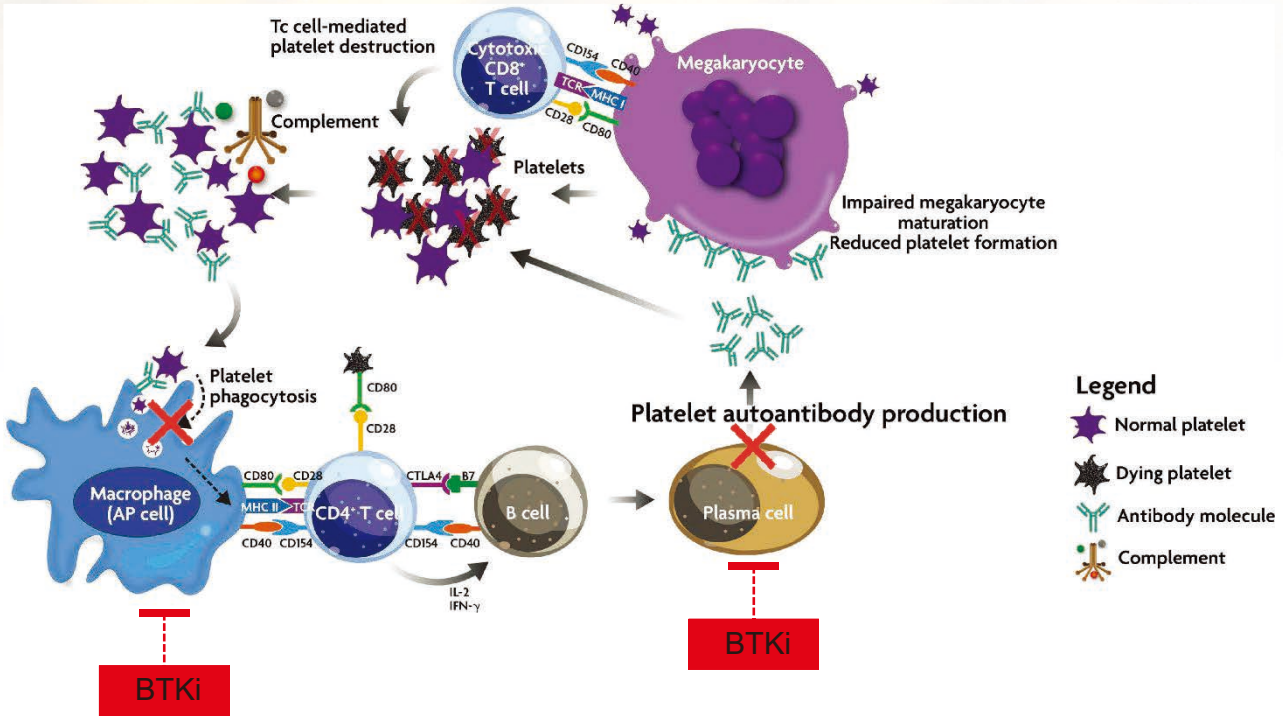 Tc cell-mediated
platelet destruction
Cytotoxic
CD8+
T cell
CD154
CD40
TCR
MHC I
CD28
CD80
Megakaryocyte
Complement
Platelets
Impaired megakaryocyte
maturation
Reduced platelet formation
Platelet
phagocytosis
CD80
CD28
Platelet autoantibody production
Macrophage
(AP cell)
CD80
CD28
MHC II
TCR
CD40
CD154
CD4+ T cell
CTLA4
B7
CD154
CD40
B cell
IL-2
IFN-γ
Plasma cell
Legend
Normal platelet
Dying platelet
Antibody molecule
Complement
BTKi
BTKi